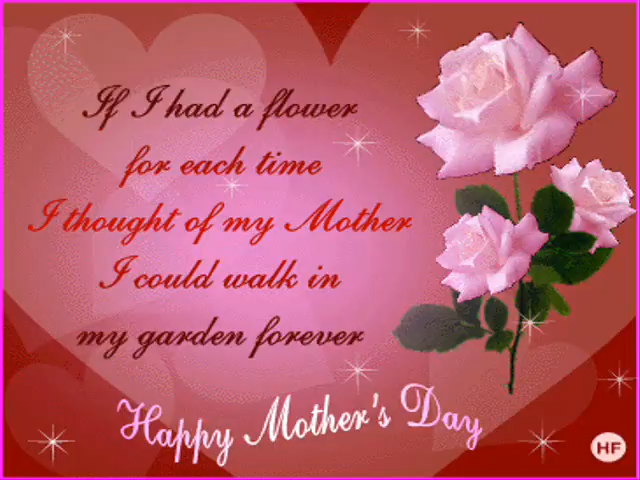 If I had a flower
for each time
I thought of my Mother
I could walk in
my garden forever
Happy Mother's Day
HF